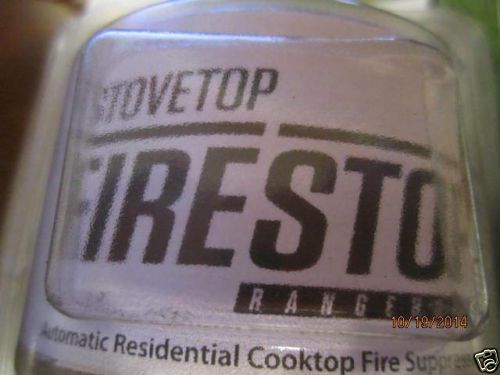 STOVETOP
FIRESTO
RANGE
10/19/2014
Automatic Residential Cooktop Fire Suppre